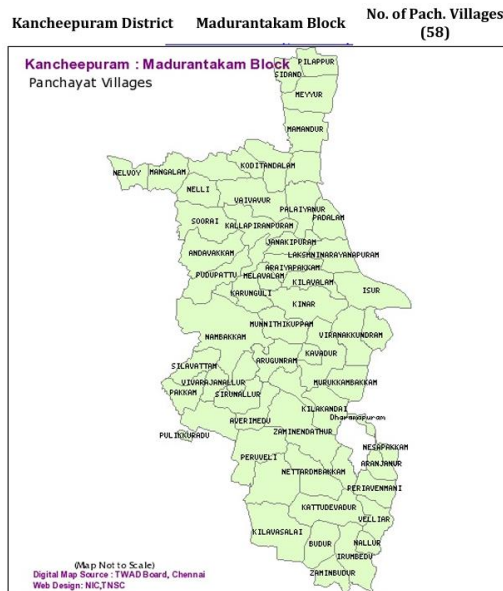 Kancheepuram District Madurantakam Block No. of Pach. Villages
(58)
Kancheepuram : Madurantakam Block
Panchayat Villages
PILAPPUR
SIDAND
MEYYUR
MAMANDUR
KODITANDALAM
NELVOY MANGALAM
NELLI
VAIVAVUR
PALAIYANUR
PADALAM
SOORAI
KALLAPIRANPURAM
JANAKIPURAM
ANDAVAKKAM
LAKSHMINARAYANAPURAM
ARAIYAPAKKAM
PUDUPATTU MELAVALAM
KILAVALAM
KARUNGULI
ISUR
KINAR
MUNNITHIKUPPAM
NAMBAKKAM
VIRANAKKUNDRAM
KAVADUR
ARUGUNRAM
SILAVATTAM
VIVARAJANALLUR
MURUKKAMBAKKAM
PAKKAM
SIRUNALLUR
KILAKANDAI
Dharmapuram
AVERIMEDU
ZAMINENDATHUR
PULIKKURADU
NESAPAKKAM
PERUVELI
ARANJANUR
NETTARDMBAKKAM
PERIAVENMANI
KATTUDEVADUR
VELLIAR
KILAVASALAI
BUDUR
NALLUR
IRUMBEDU
ZAMINBUDUR
(Map Not to Scale)
Digital Map Source : TWAD Board, Chennai
Web Design: NIC,TNSC